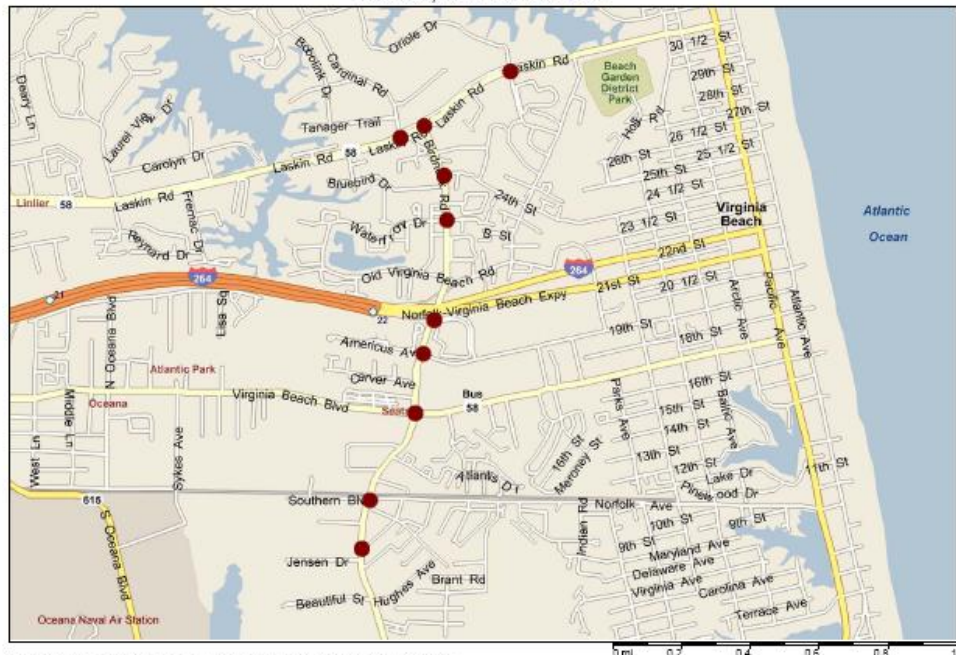 Oriole Dr
30 1/2 St
Bobolink Dr
Cardinal Rd
Laskin Rd
Beach
Garden
District
Park
29th St
28th St
27th St
Deary Ln
Laskin Rd
Holly Rd
Tanager Trail
26 1/2 St
25 1/2 St
Carolyn Dr
58
Laskin Rd
26th St
25th St
Bluebird Dr
24 1/2 St
Linlier
58
Laskin Rd
Fremac Dr
24th St
23 1/2 St
Virginia
Beach
Atlantic
Ocean
Reynard Dr
B St
22nd St
Old Virginia Beach Rd
264
264
21
22
Norfolk-Virginia Beach Expy
21st St
20 1/2 St
Pacific Ave
Arctic Ave
Atlantic Ave
N Oceana Blvd
Lisa Sq
19th St
18th St
Americus Ave
Atlantic Park
Carver Ave
Parks Ave
16th St
Baltic Ave
Oceana
Virginia Beach Blvd
Bus
58
15th St
14th St
Middle Ln
West Ln
Sykes Ave
16th St
Meroney St
13th St
12th St
Lake Dr
11th St
Atlantis Dr
Pinewood Dr
615
Southern Bl
Norfolk Ave
S Oceana Blvd
Indian Rd
10th St
9th St
9th St
Maryland Ave
Jensen Dr
Delaware Ave
Brant Rd
Virginia Ave
Carolina Ave
Beautiful St
Hughes Ave
Terrace Ave
Oceana Naval Air Station
0 mi
0.2
0.4
0.6
0.8